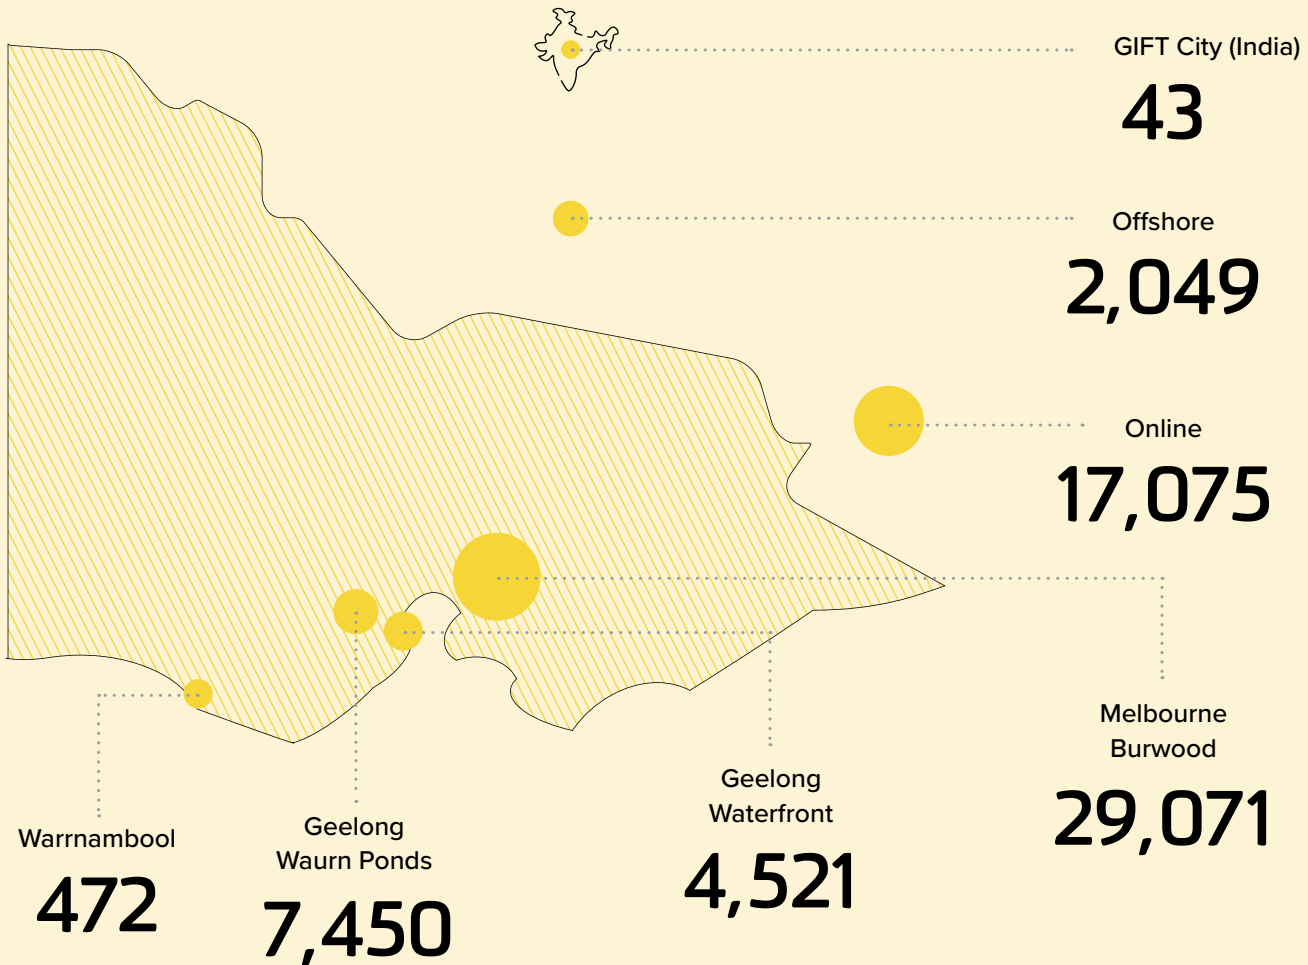 GIFT City (India)
43
Offshore
2,049
Online
17,075
Melbourne
Burwood
29,071
Geelong
Waterfront
4,521
Geelong
Waurn Ponds
7,450
Warrnambool
472